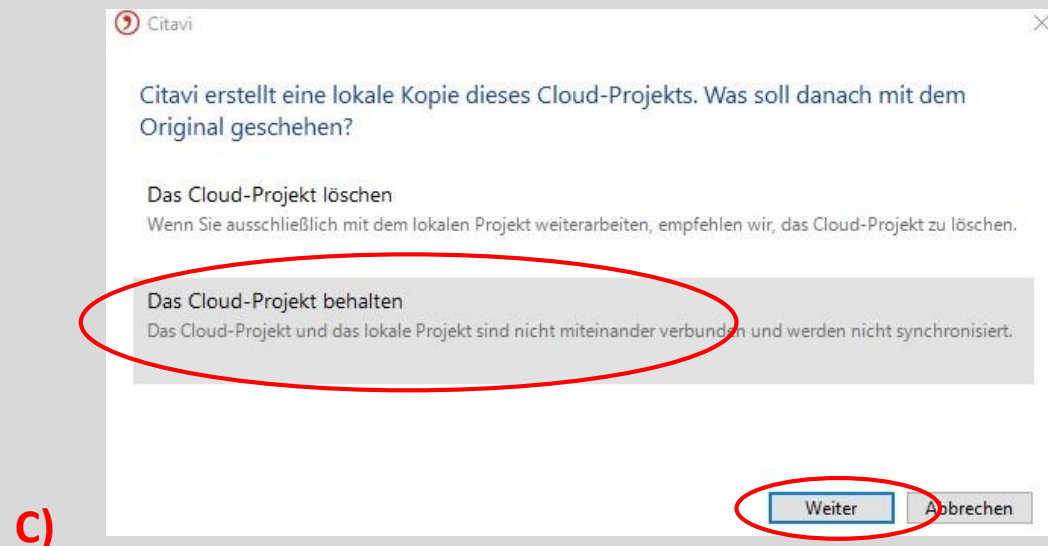 Citavi
Citavi erstellt eine lokale Kopie dieses Cloud-Projekts. Was soll danach mit dem
Original geschehen?
Das Cloud-Projekt löschen
Wenn Sie ausschließlich mit dem lokalen Projekt weiterarbeiten, empfehlen wir, das Cloud-Projekt zu löschen.
Das Cloud-Projekt behalten
Das Cloud-Projekt und das lokale Projekt sind nicht miteinander verbunden und werden nicht synchronisiert.
Weiter
Abbrechen
C)